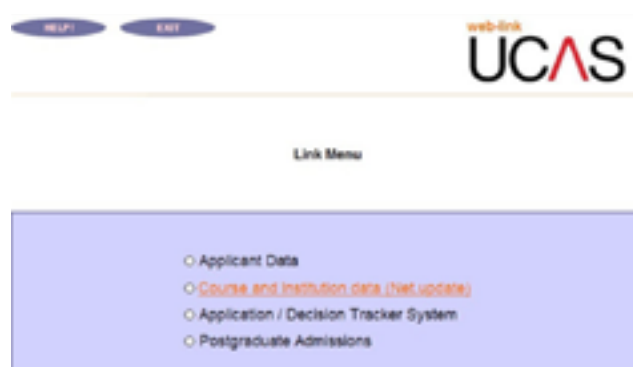 HELP! EXIT
web-link
UCAS
Link Menu
Applicant Data
Course and Institution data (Net.update)
Application / Decision Tracker System
Postgraduate Admissions